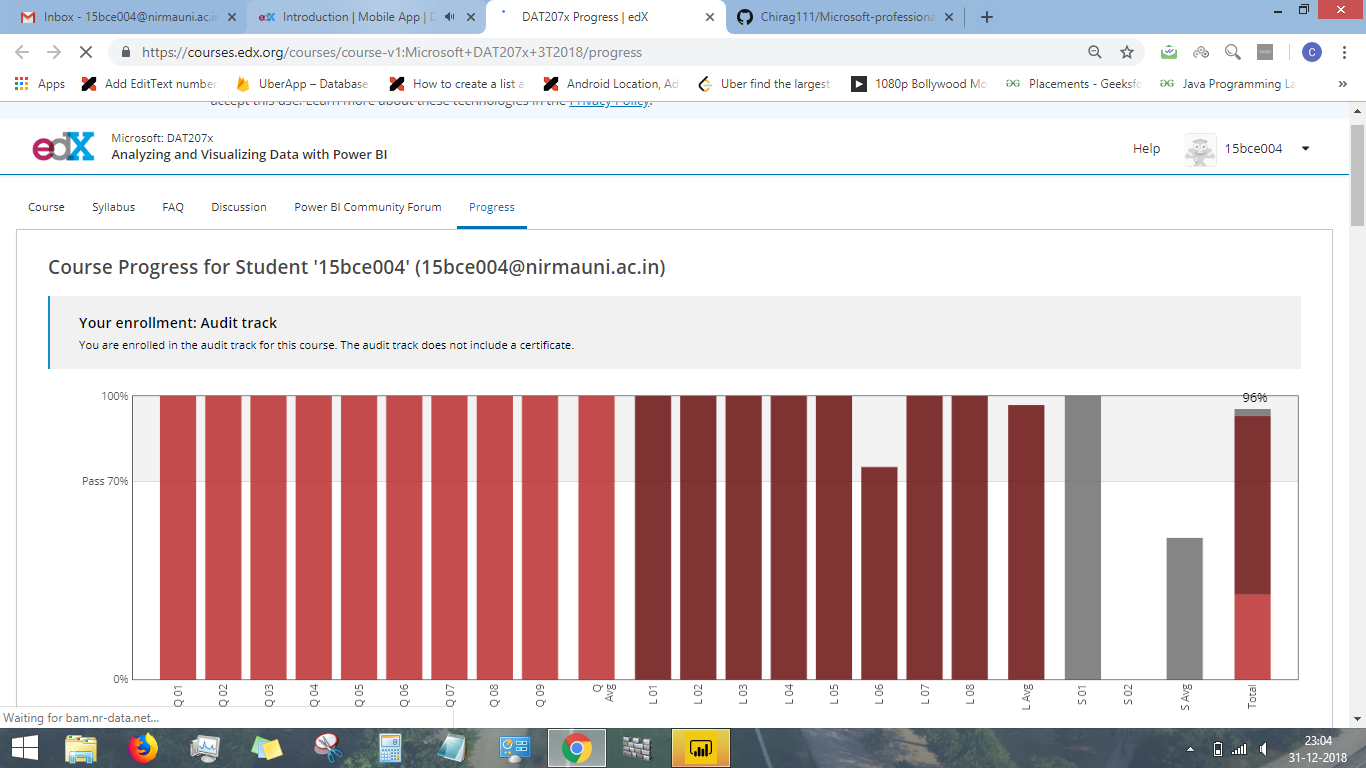 Inbox - 15bce004@nirmauni.ac.in
edX Introduction | Mobile App | D
DAT207x Progress | edX
Chirag111/Microsoft-professiona
https://courses.edx.org/courses/course-v1:Microsoft+DAT207x+3T2018/progress
C
Apps
Add EditText number
UberApp – Database
How to create a list a
Android Location, Ad
Uber find the largest
1080p Bollywood Mo
Placements - Geeksfo
Java Programming La
»
accept this use. Learn more about these technologies in the Privacy Policy.
edX
Microsoft: DAT207x
Analyzing and Visualizing Data with Power BI
Help
15bce004
Course
Syllabus
FAQ
Discussion
Power BI Community Forum
Progress
Course Progress for Student '15bce004' (15bce004@nirmauni.ac.in)
Your enrollment: Audit track
You are enrolled in the audit track for this course. The audit track does not include a certificate.
100%
Pass 70%
0%
96%
Q 01
Q 02
Q 03
Q 04
Q 05
Q 06
Q 07
Q 08
Q 09
Q
Avg
L 01
L 02
L 03
L 04
L 05
L 06
L 07
L 08
L Avg
S 01
S 02
S Avg
Total
Waiting for bam.nr-data.net...
23:04
31-12-2018